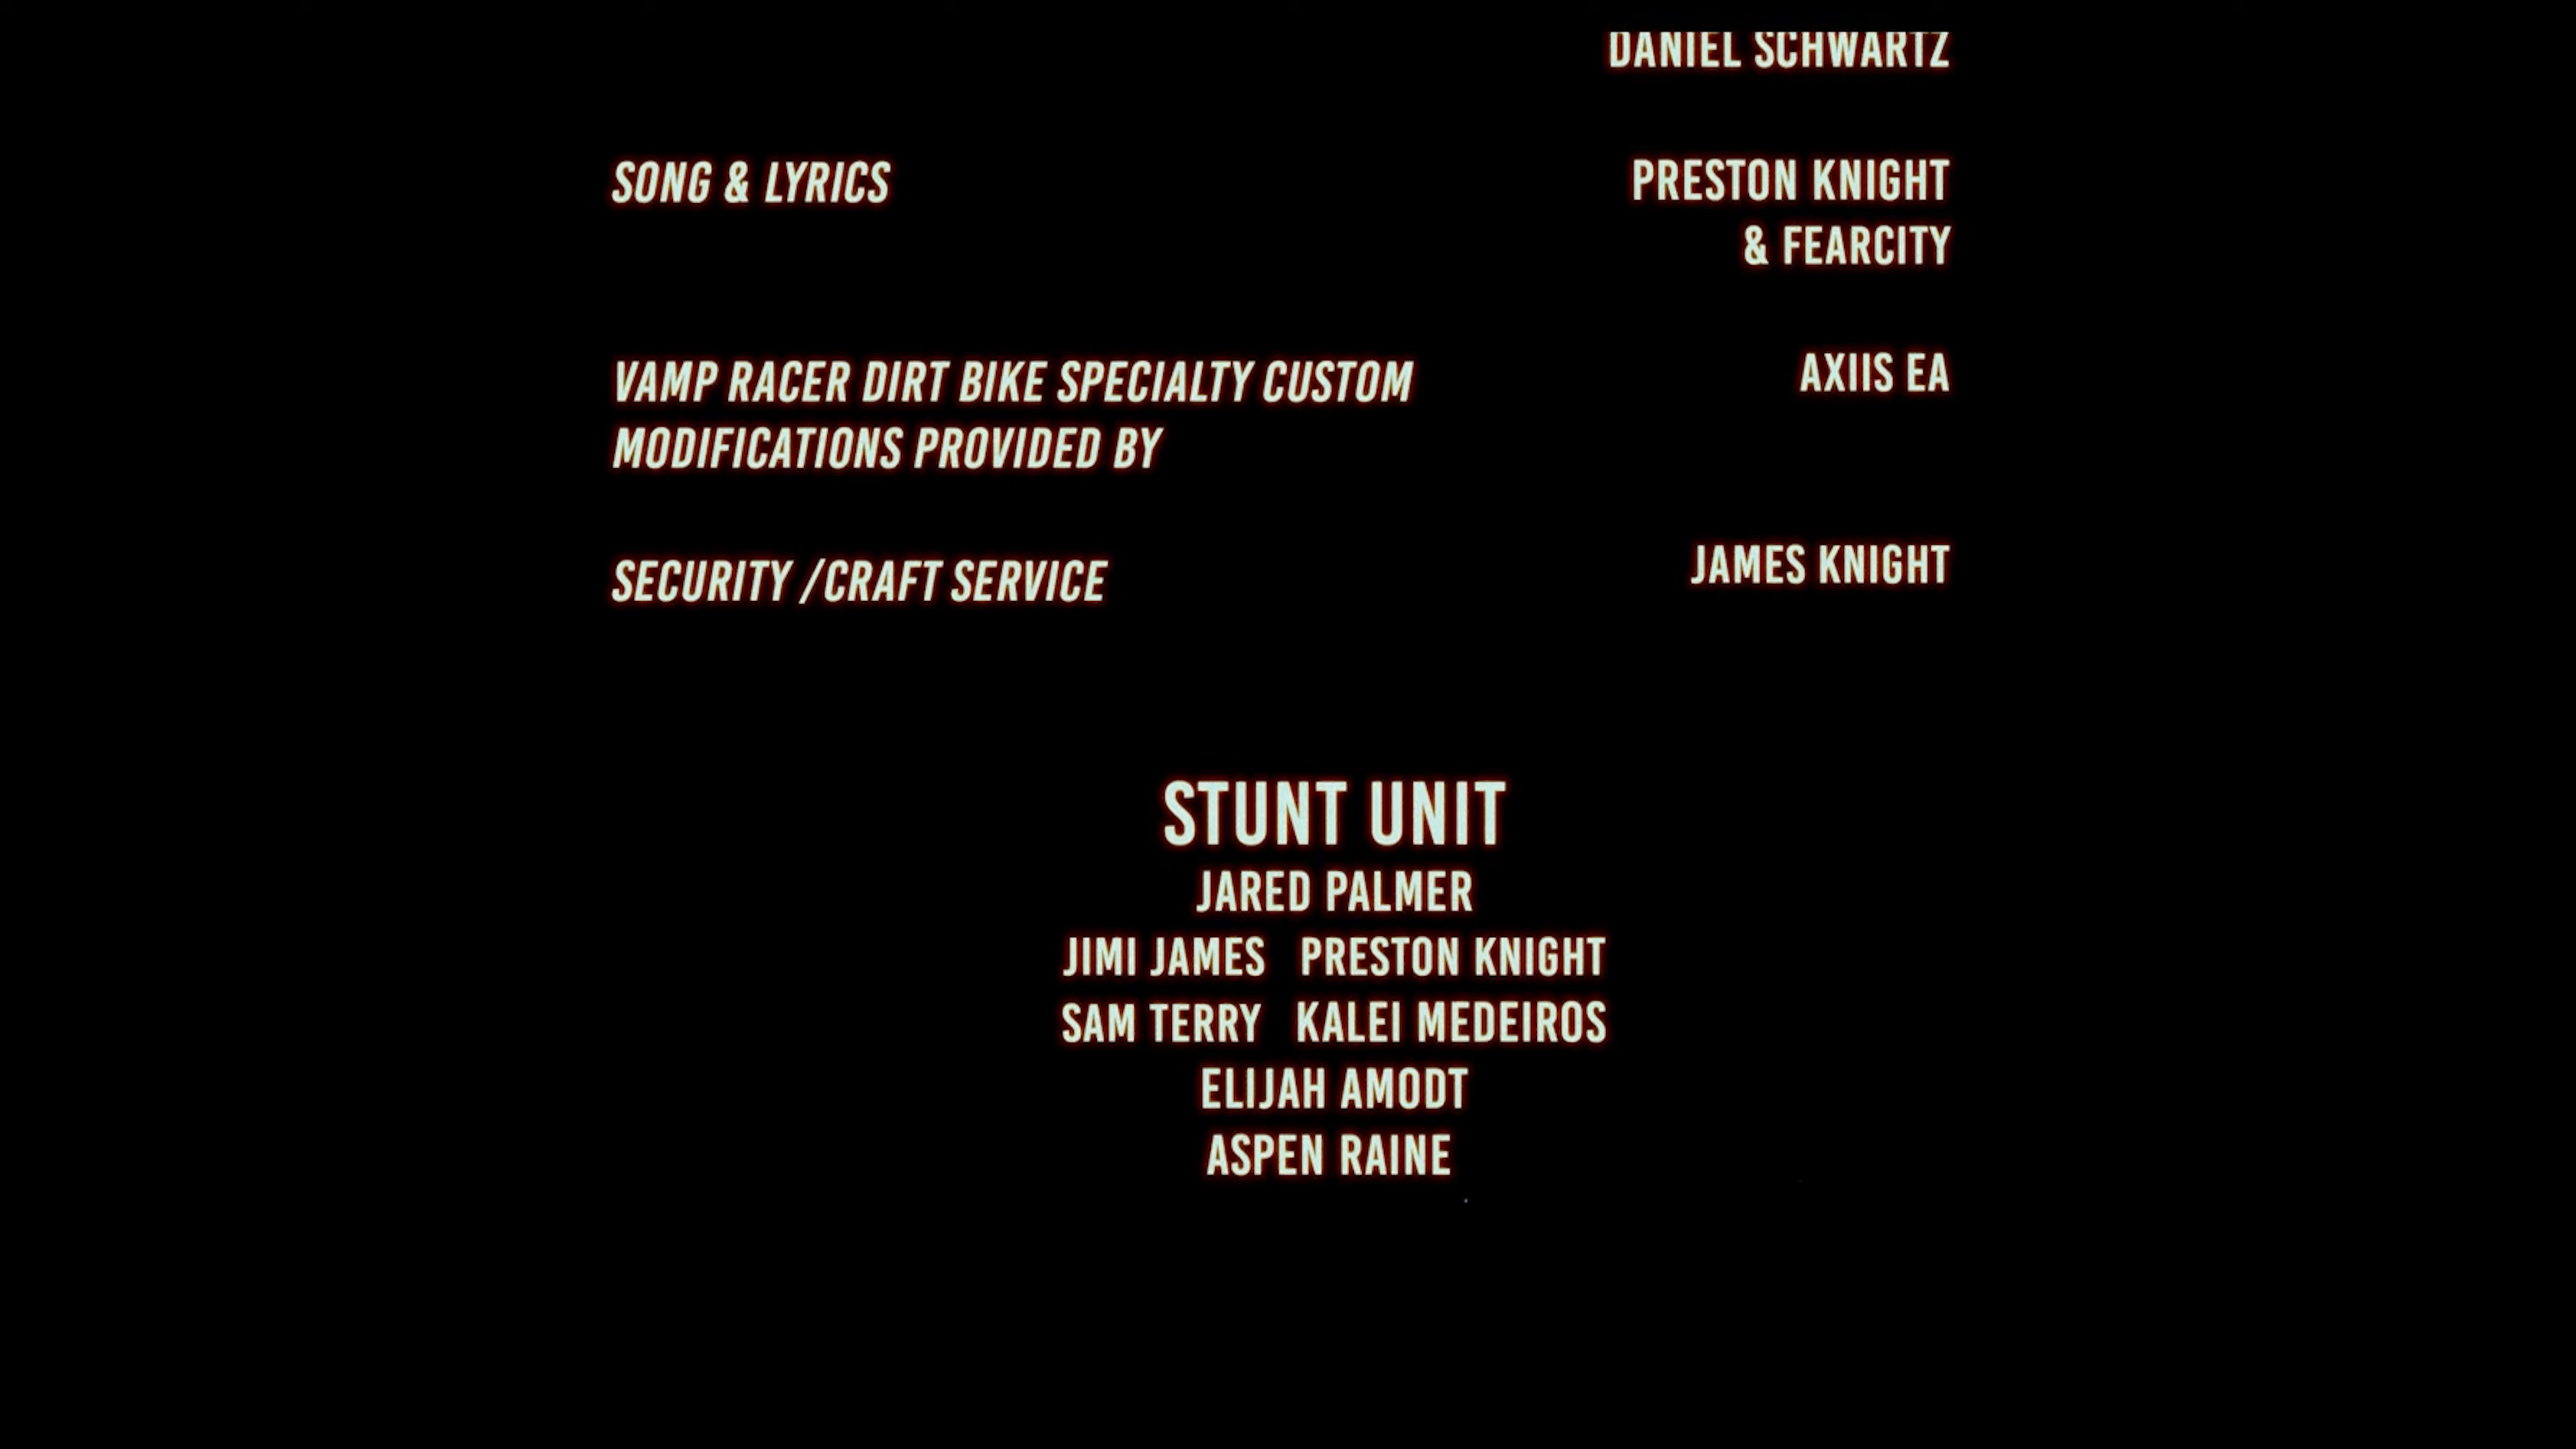 DANIEL SCHWARTZ
SONG & LYRICS
PRESTON KNIGHT
& FEARCITY
VAMP RACER DIRT BIKE SPECIALTY CUSTOM
MODIFICATIONS PROVIDED BY
AXIIS EA
SECURITY /CRAFT SERVICE
JAMES KNIGHT
STUNT UNIT
JARED PALMER
JIMI JAMES PRESTON KNIGHT
SAM TERRY KALEI MEDEIROS
ELIJAH AMODT
ASPEN RAINE